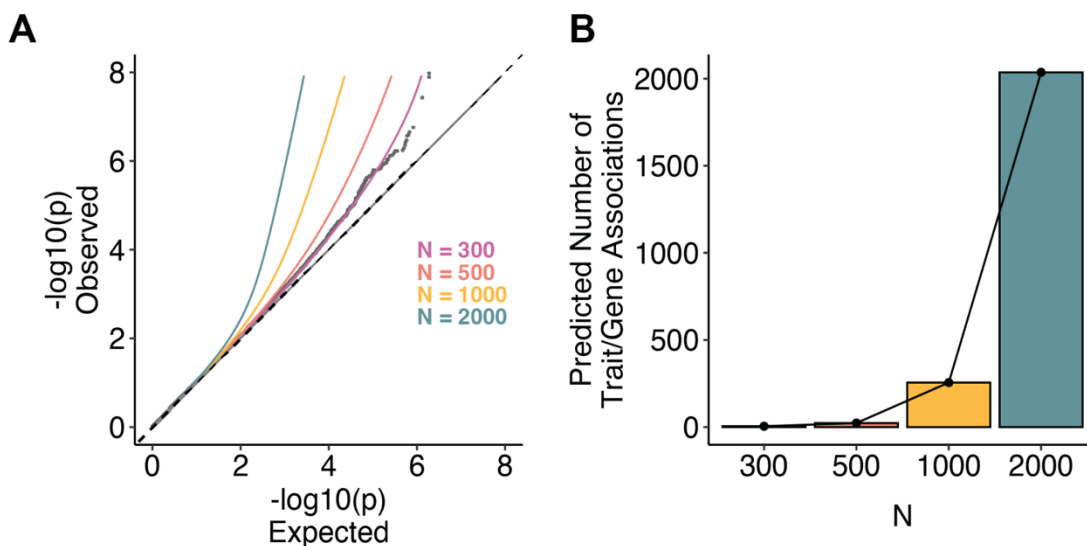 A
8
6
4
2
0
-log10(p)
Observed
N = 300
N = 500
N = 1000
N = 2000
0 2 4 6 8
-log10(p)
Expected
B
Predicted Number of
Trait/Gene Associations
2000
1500
1000
500
0
300 500 1000 2000
N